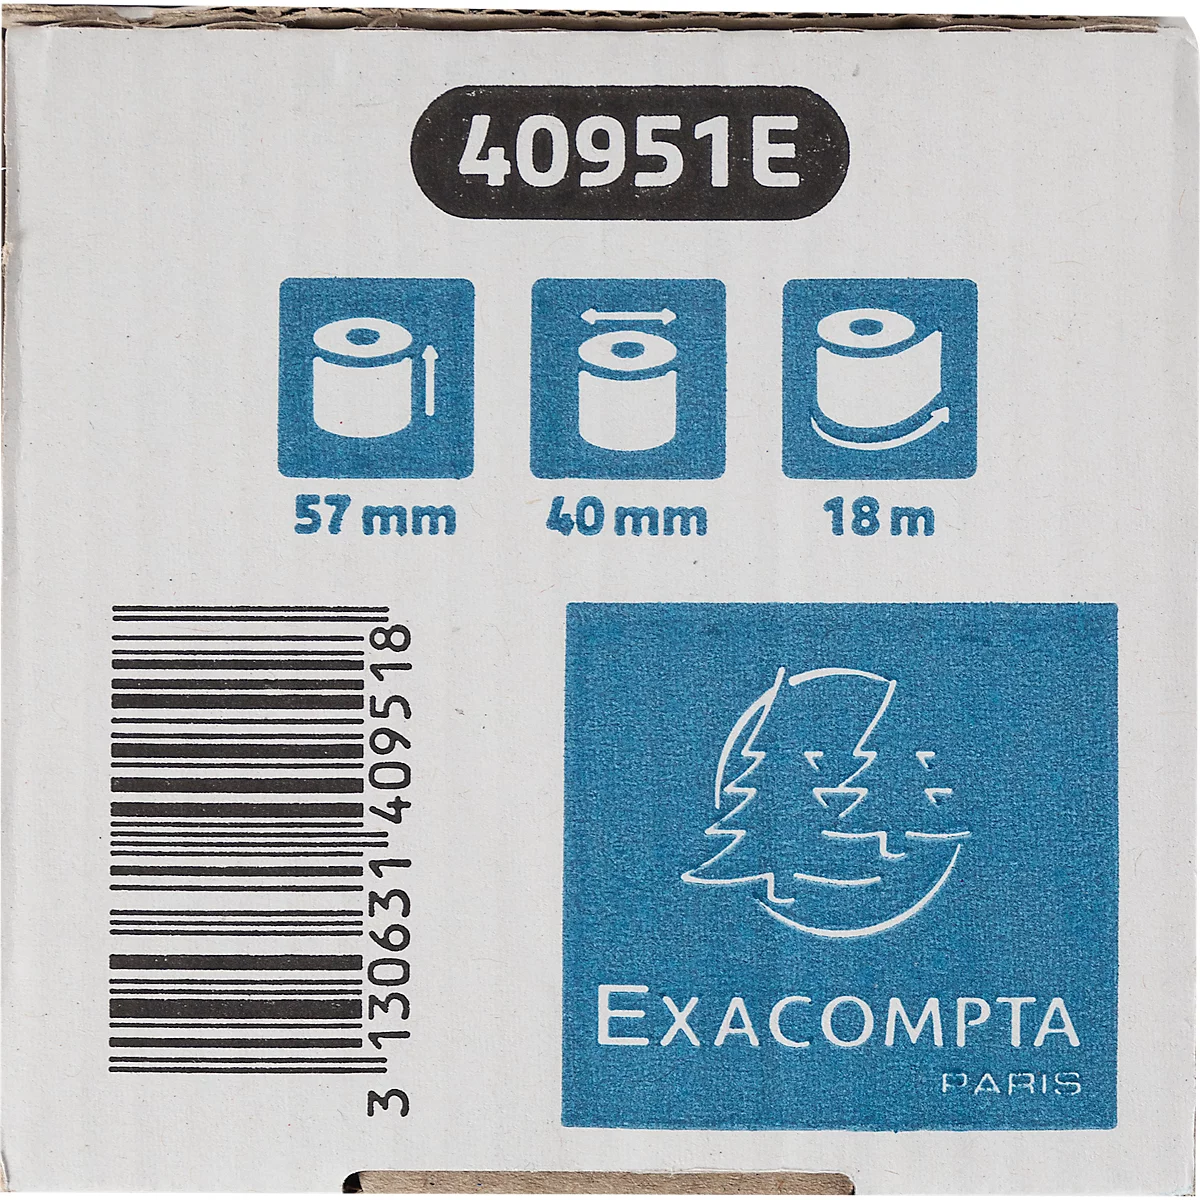 40951E
57 mm
40 mm
18 m
3 130631 409518
EXACOMPTA
PARIS